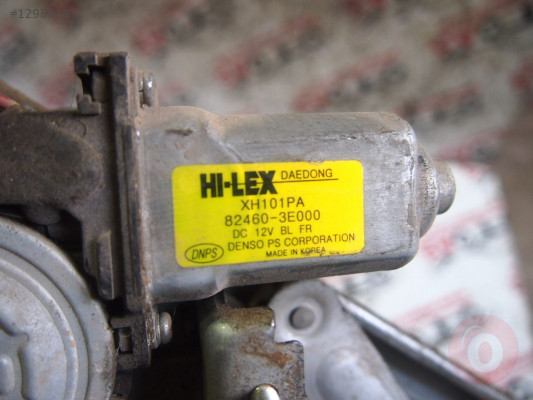 HI-LEX DAEDONG
XH101PA
82460-3E000
DC 12V BL FR
DNPS
DENSO PS CORPORATION
MADE IN KOREA